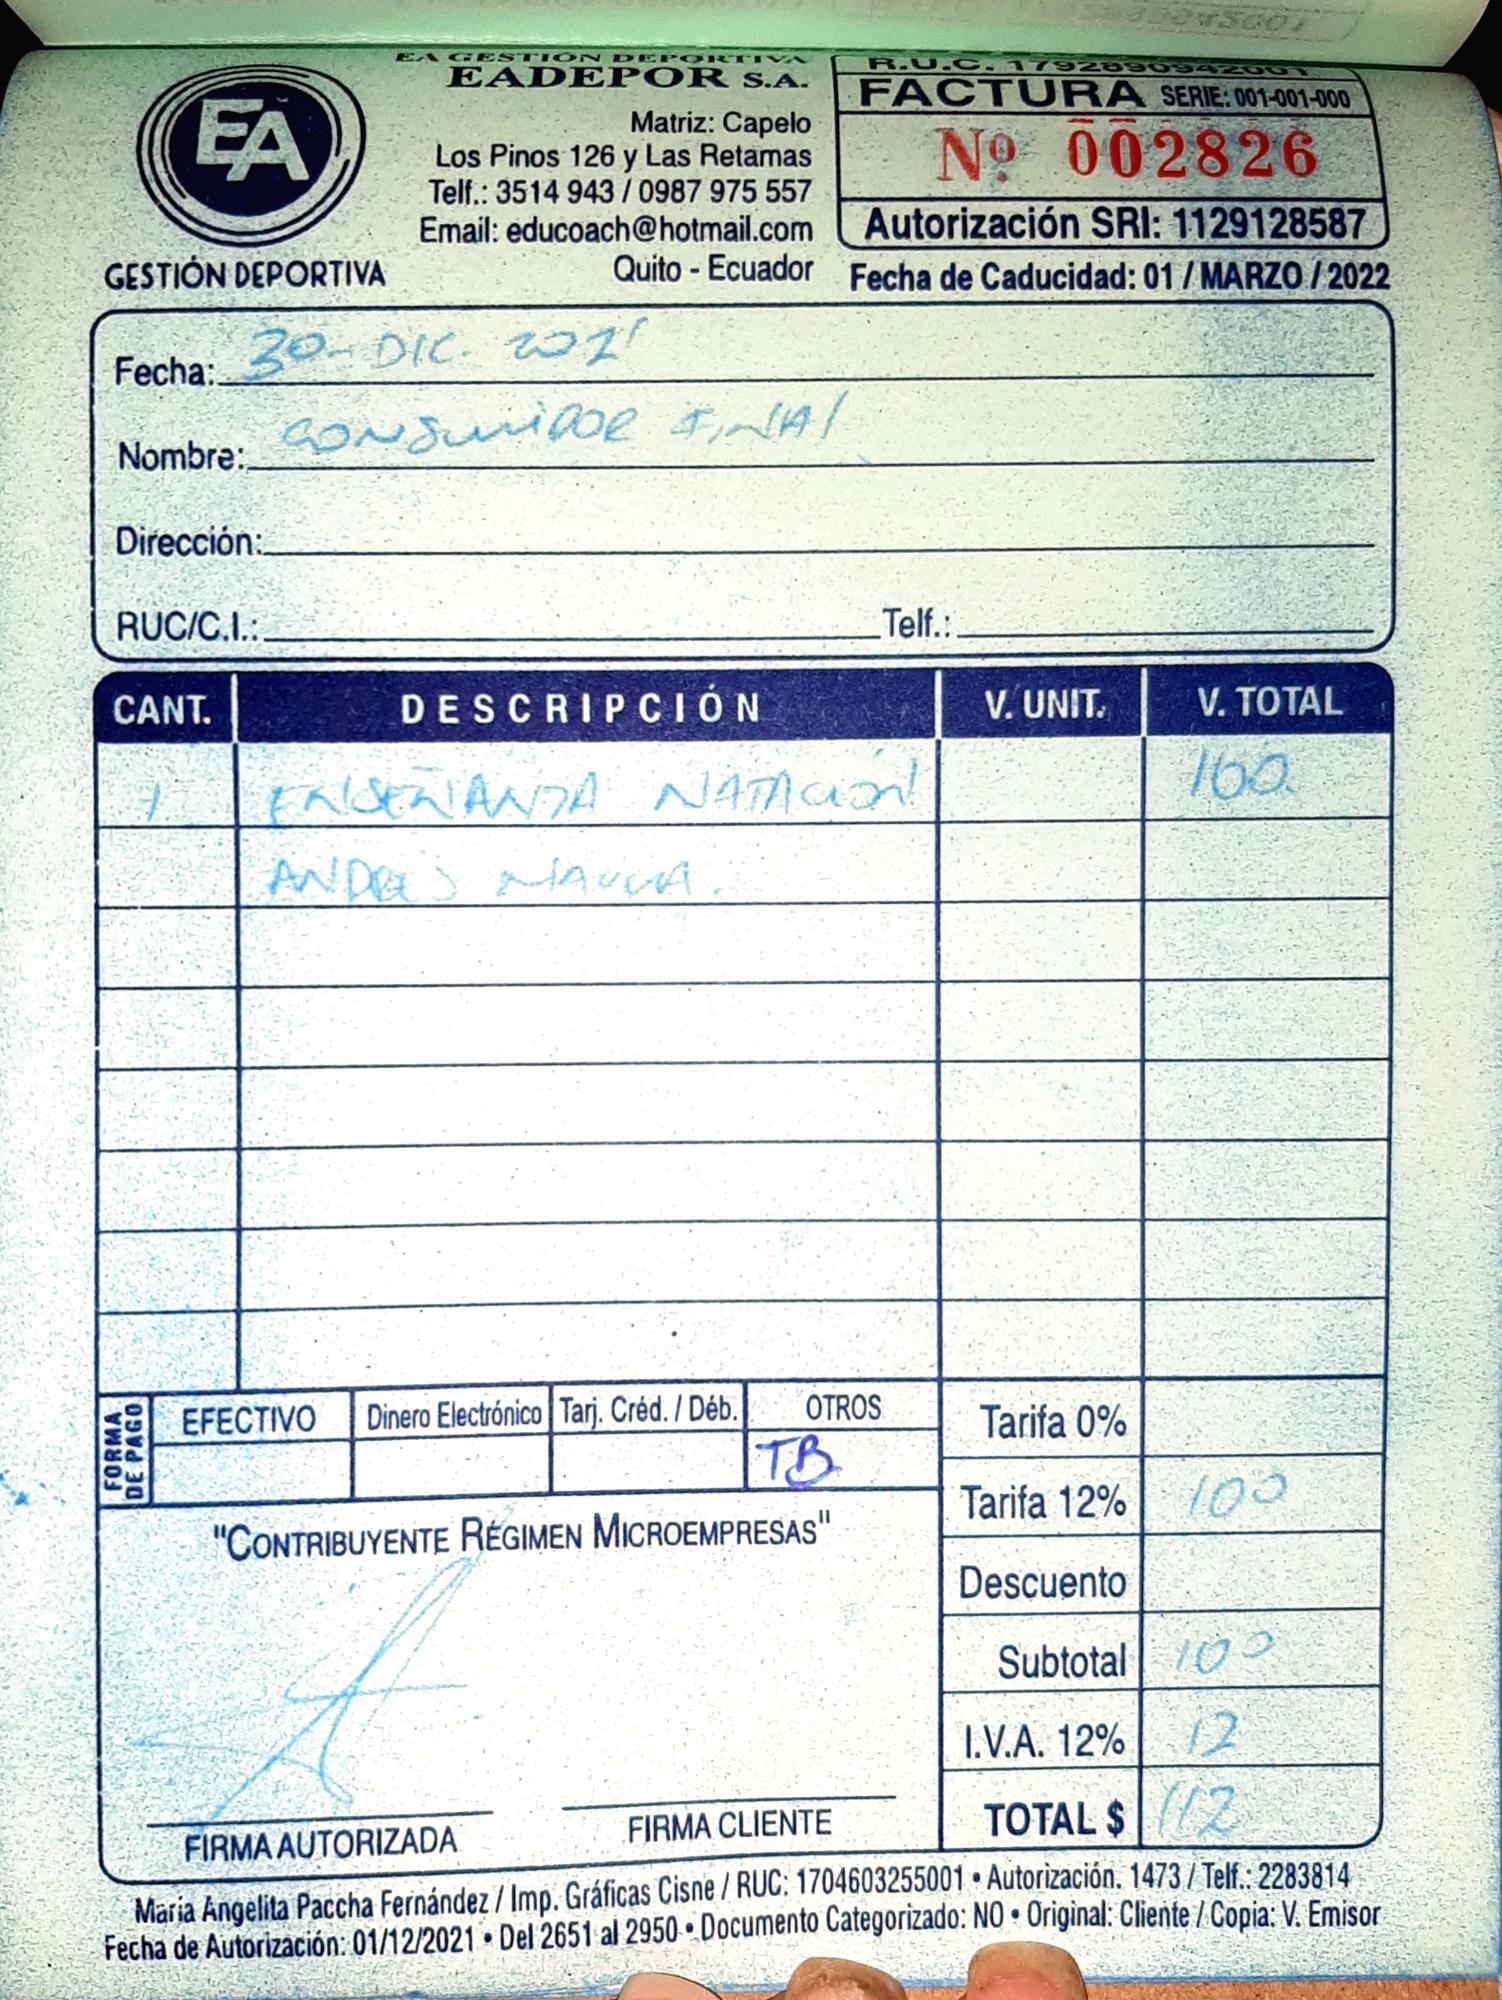 EA
GESTIÓN DEPORTIVA
EA GESTIÓN DEPORTIVA
EADEPOR S.A.
Matriz: Capelo
Los Pinos 126 y Las Retamas
Telf.: 3514 943 / 0987 975 557
Email: educoach@hotmail.com
Quito - Ecuador
R.U.C. 1792890942001
FACTURA SERIE: 001-001-000
Nº 002826
Autorización SRI: 1129128587
Fecha de Caducidad: 01 / MARZO / 2022
Fecha: 30 - DIC. 2021
Nombre: CONSUMIDOR FINAL
Dirección:
RUC/C.I.: Telf.:
CANT. DESCRIPCIÓN V. UNIT. V. TOTAL
1 ENSEÑANZA NATACIÓN 100
ANDRES
FORMA DE PAGO
EFECTIVO Dinero Electrónico Tarj. Créd. / Déb. OTROS
TB
Tarifa 0%
Tarifa 12% 100
Descuento
Subtotal 100
I.V.A. 12% 12
TOTAL $ 112
"CONTRIBUYENTE RÉGIMEN MICROEMPRESAS"
FIRMA AUTORIZADA FIRMA CLIENTE
María Angelita Paccha Fernández / Imp. Gráficas Cisne / RUC: 1704603255001 • Autorización. 1473 / Telf.: 2283814
Fecha de Autorización: 01/12/2021 • Del 2651 al 2950 • Documento Categorizado: NO • Original: Cliente / Copia: V. Emisor